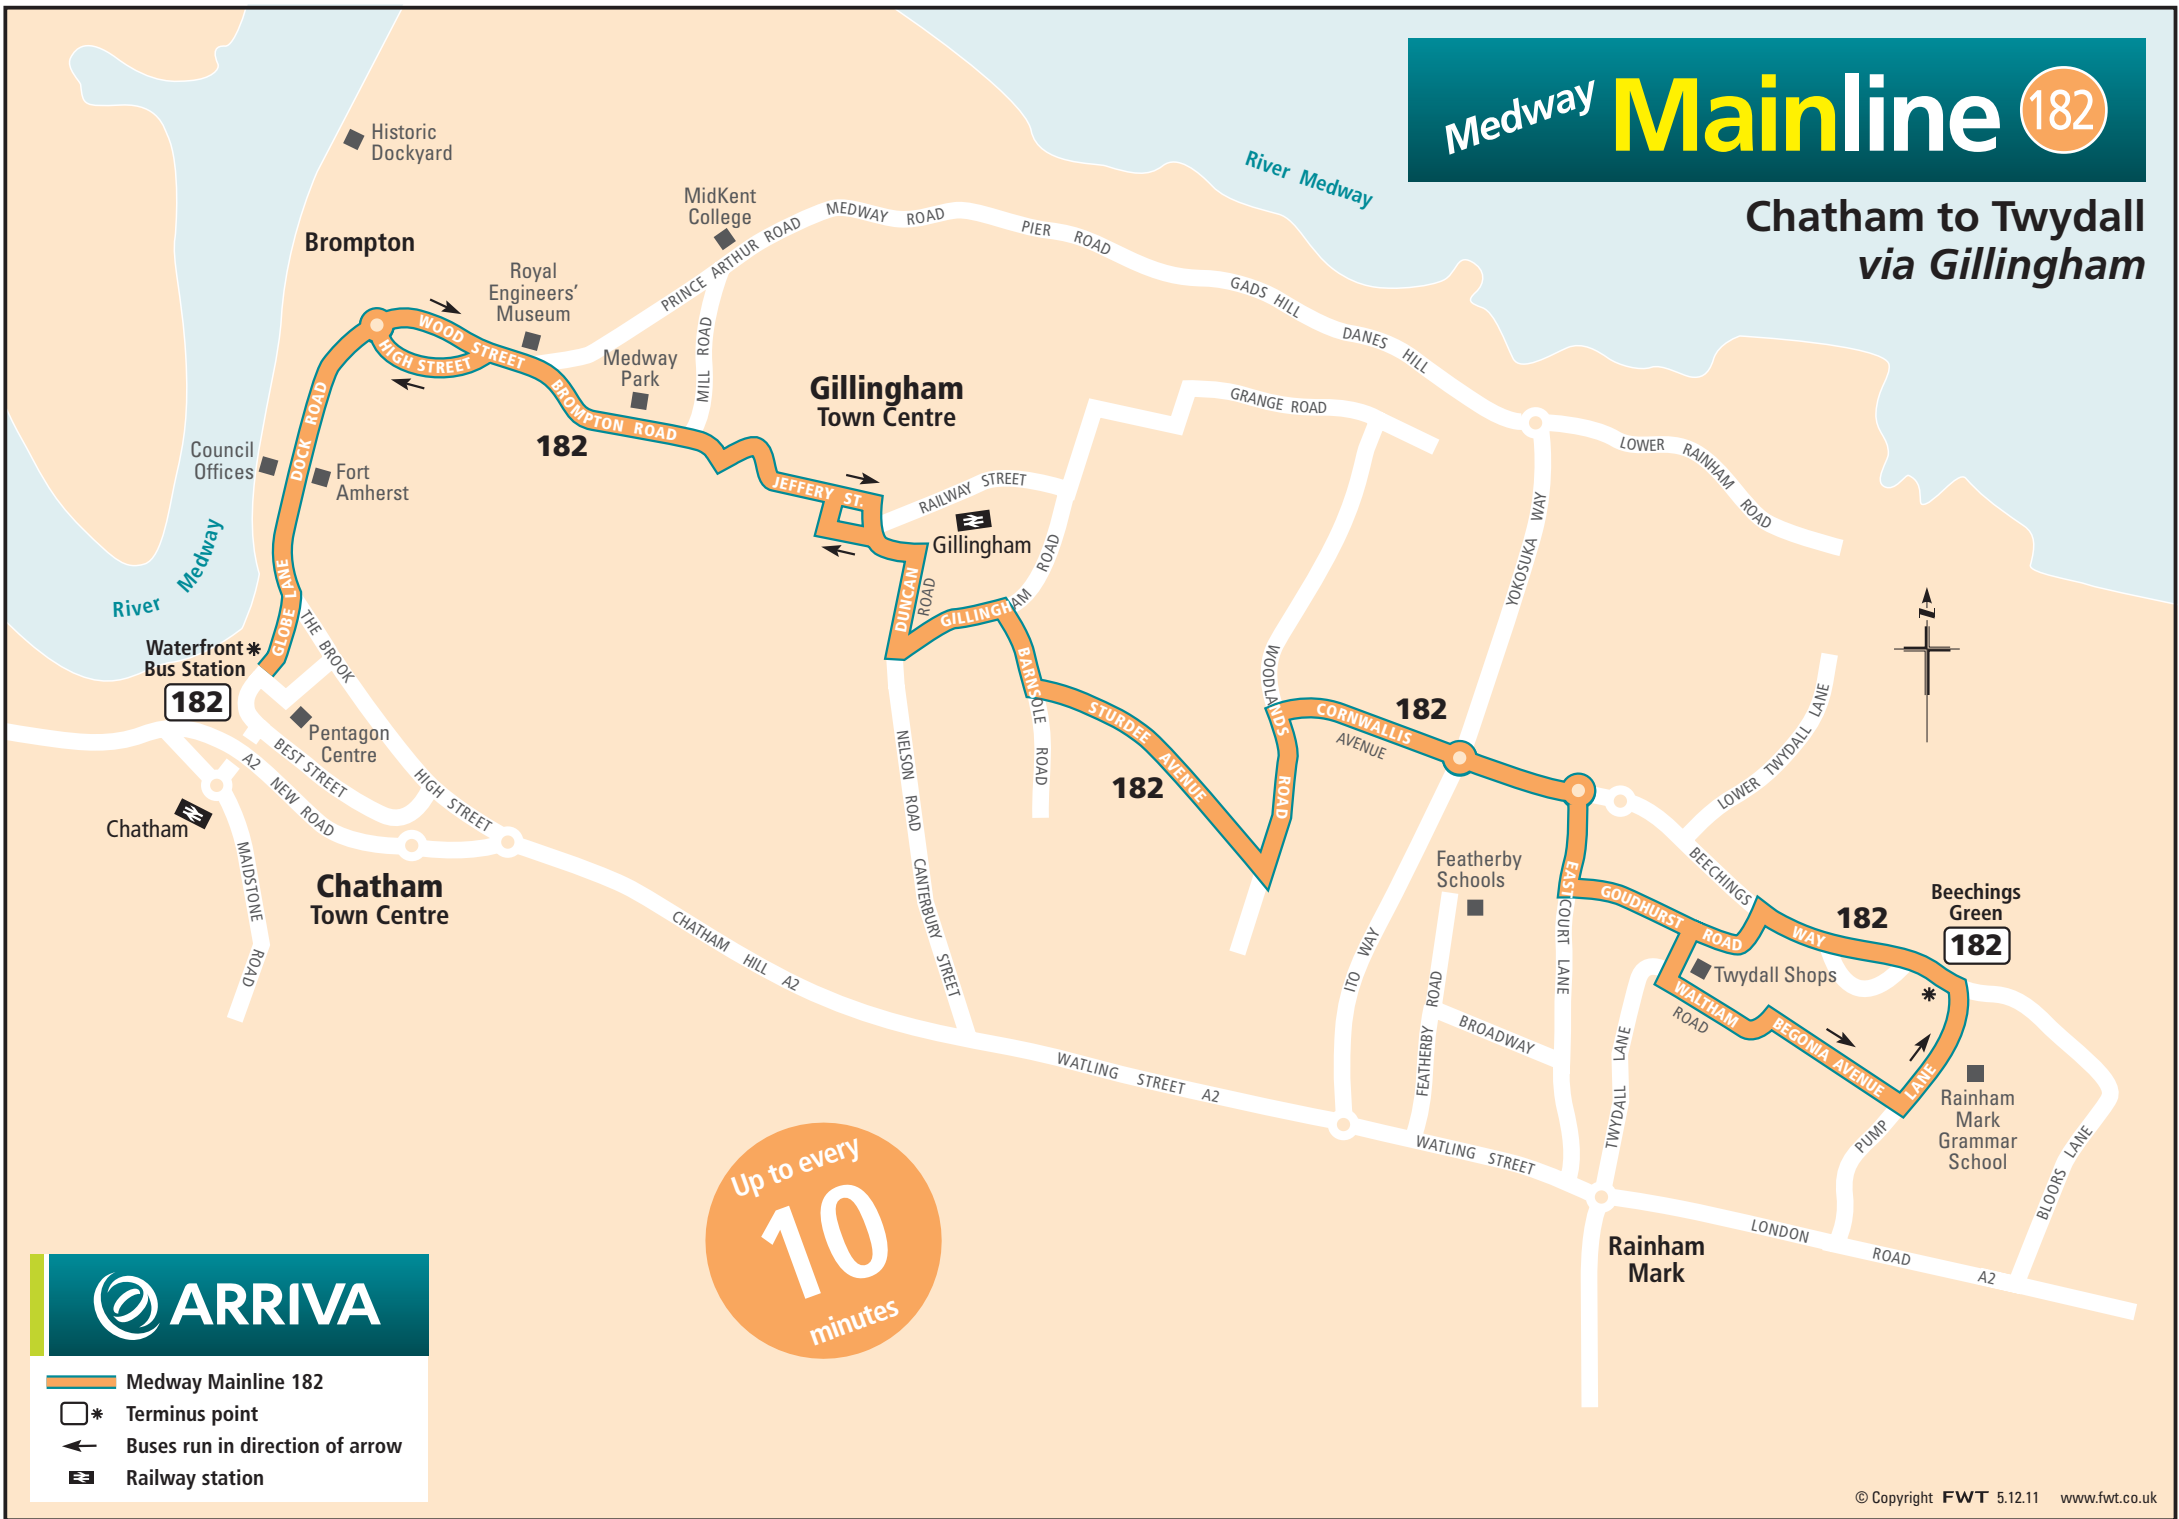 Medway Mainline 182
Chatham to Twydall
via Gillingham
River Medway
Historic
Dockyard
Brompton
MidKent
College
Royal
Engineers’
Museum
Medway
Park
PRINCE ARTHUR ROAD
MEDWAY ROAD
PIER ROAD
GADS HILL
DANES HILL
LOWER RAINHAM ROAD
GRANGE ROAD
MILL ROAD
WOOD STREET
HIGH STREET
BROMPTON ROAD
182
DOCK ROAD
Council
Offices
Fort
Amherst
Gillingham
Town Centre
JEFFERY ST.
RAILWAY STREET
Gillingham
DUNCAN
ROAD
GILLINGHAM ROAD
BARNSOLE ROAD
STURDEE AVENUE
182
WOODLANDS ROAD
CORNWALLIS
AVENUE
182
YOKOSUKA WAY
River Medway
GLOBE LANE
THE BROOK
Waterfront *
Bus Station
182
Pentagon
Centre
BEST STREET
A2 NEW ROAD
HIGH STREET
Chatham
MAIDSTONE ROAD
Chatham
Town Centre
NELSON ROAD
CANTERBURY STREET
CHATHAM HILL A2
WATLING STREET A2
ITO WAY
Featherby
Schools
FEATHERBY ROAD
BROADWAY
EASTCOURT LANE
GOUDHURST ROAD
LOWER TWYDALL LANE
BEECHINGS WAY
182
Beechings
Green
182
*
Twydall Shops
WALTHAM
ROAD
BEGONIA AVENUE
PUMP LANE
TWYDALL LANE
Rainham
Mark
Grammar
School
BLOORS LANE
WATLING STREET
Rainham
Mark
LONDON ROAD A2
n
Up to every
10
minutes
ARRIVA
Medway Mainline 182
* Terminus point
Buses run in direction of arrow
Railway station
© Copyright FWT 5.12.11 www.fwt.co.uk